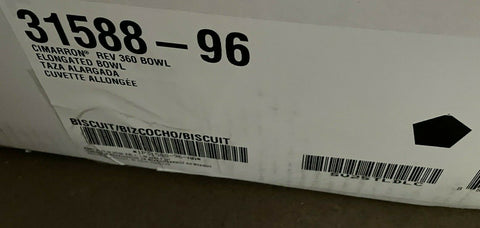 31588-96
CIMARRON® REV 360 BOWL
ELONGATED BOWL
TAZA ALARGADA
CUVETTE ALLONGÉE
BISCUIT/BIZCOCHO/BISCUIT